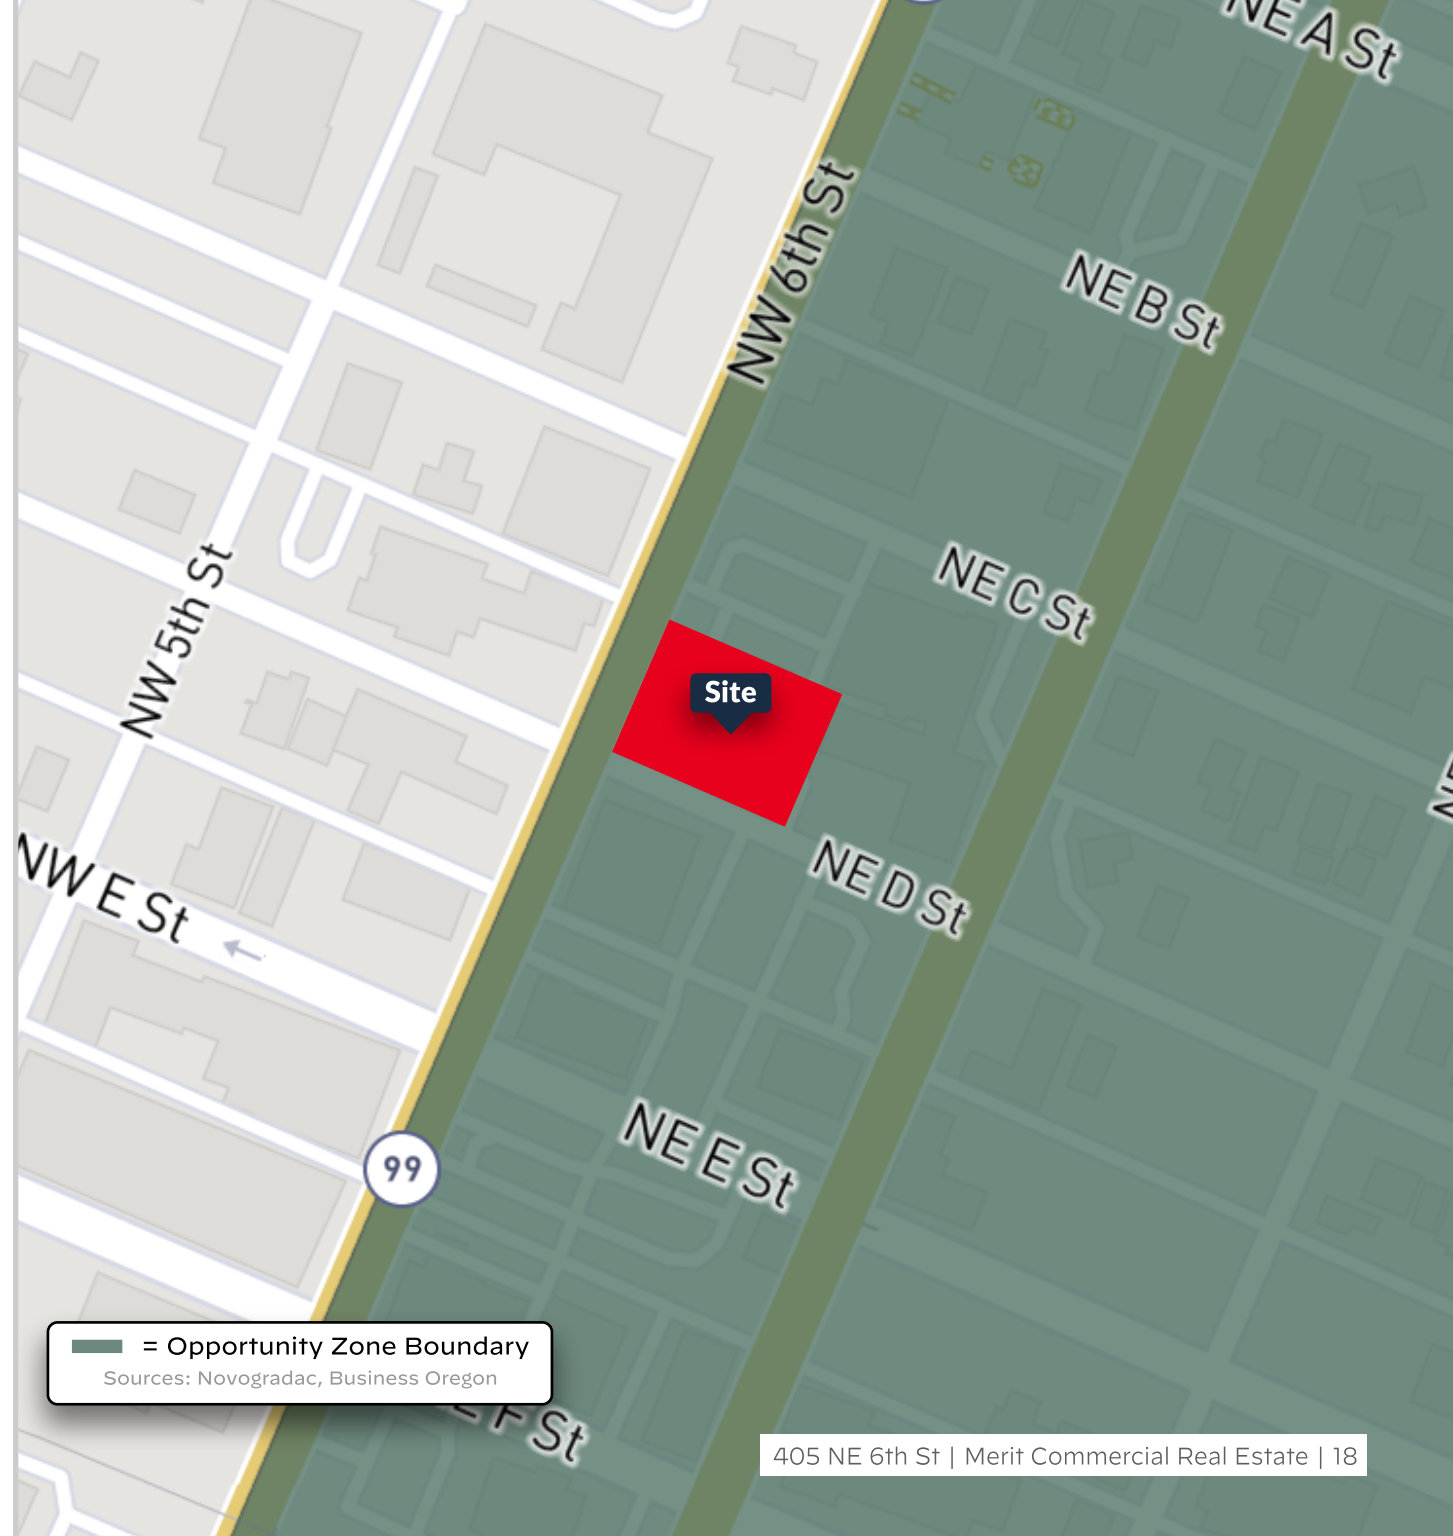 NE A St
NW 6th St
NE B St
NE C St
NW 5th St
Site
NE D St
NW E St
NE E St
99
= Opportunity Zone Boundary
Sources: Novogradac, Business Oregon
F St
405 NE 6th St | Merit Commercial Real Estate | 18